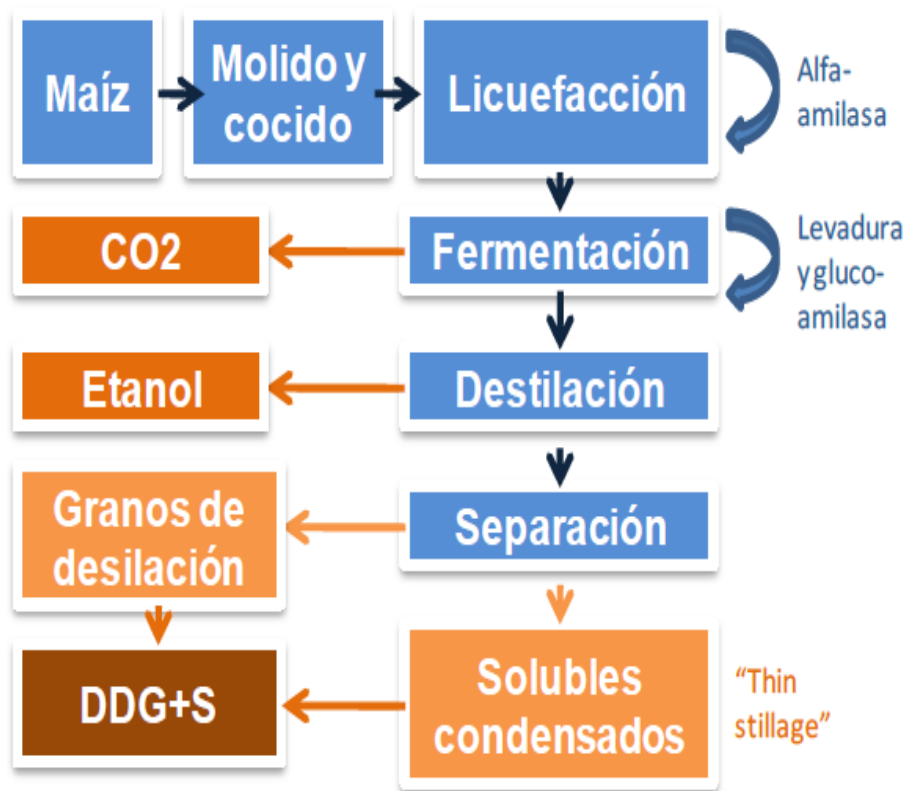 Maíz
Molido y
cocido
Licuefacción
Alfa-
amilasa
CO2
Fermentación
Levadura
y gluco-
amilasa
Etanol
Destilación
Granos de
desilación
Separación
DDG+S
Solubles
condensados
“Thin
stillage”